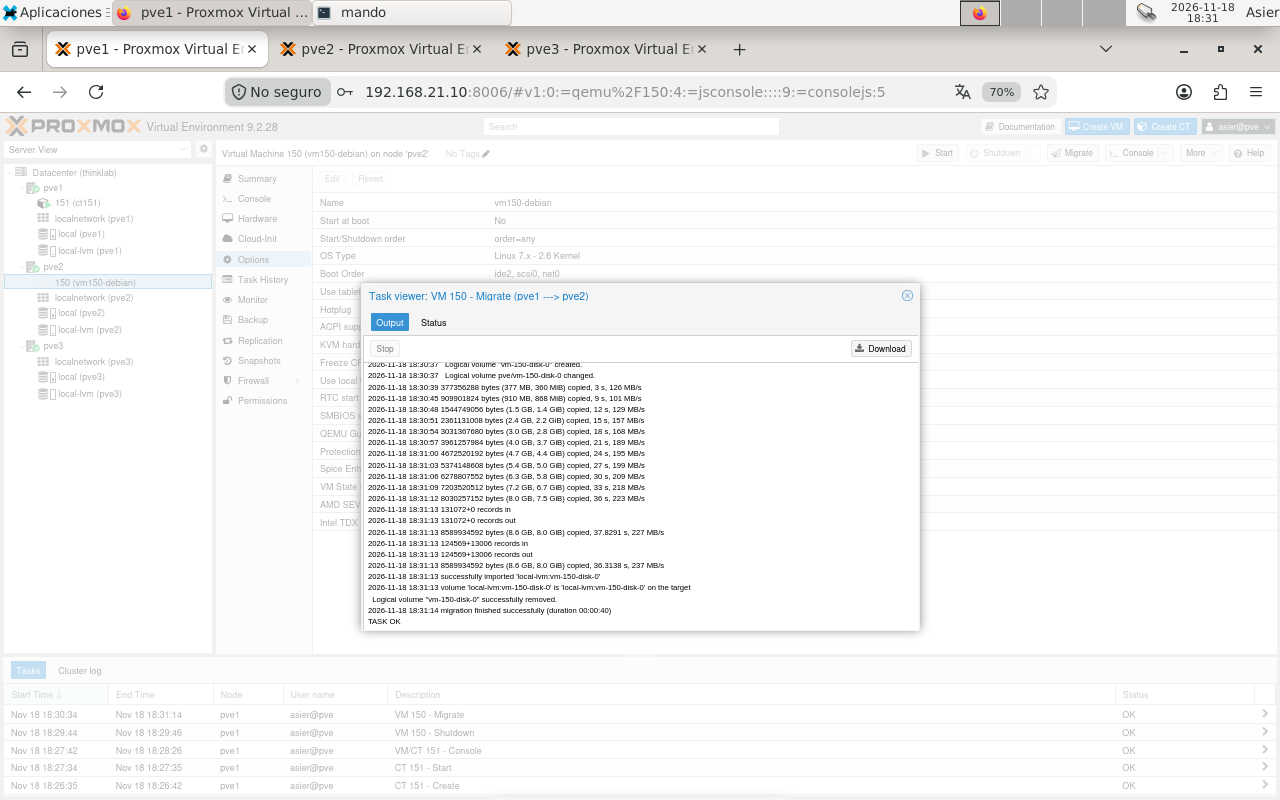 Aplicaciones
pve1 - Proxmox Virtual ...
mando
2026-11-18
18:31
Asier
pve1 - Proxmox Virtual E
pve2 - Proxmox Virtual E
pve3 - Proxmox Virtual E
No seguro
192.168.21.10:8006/#v1:0:=qemu%2F150:4:=jsconsole::::9:=consolejs:5
70%
PROXMOX
Virtual Environment 9.2.28
Search
Documentation
Create VM
Create CT
asier@pve
Server View
Virtual Machine 150 (vm150-debian) on node 'pve2'
No Tags
Start
Shutdown
Migrate
Console
More
Help
Datacenter (thinklab)
pve1
151 (ct151)
localnetwork (pve1)
local (pve1)
local-lvm (pve1)
pve2
150 (vm150-debian)
localnetwork (pve2)
local (pve2)
local-lvm (pve2)
pve3
localnetwork (pve3)
local (pve3)
local-lvm (pve3)
Summary
Console
Hardware
Cloud-Init
Options
Task History
Monitor
Backup
Replication
Snapshots
Firewall
Permissions
Edit
Revert
Name vm150-debian
Start at boot No
Start/Shutdown order order=any
OS Type Linux 7.x - 2.6 Kernel
Boot Order ide2, scsi0, net0
Use tablet
Hotplug
ACPI supp
KVM hard
Freeze CP
Use local t
RTC start
SMBIOS s
QEMU Gu
Protection
Spice Enh
VM State s
AMD SEV
Intel TDX
Task viewer: VM 150 - Migrate (pve1 ---> pve2)
Output
Status
Stop
Download
2026-11-18 18:30:37 Logical volume "vm-150-disk-0" created.
2026-11-18 18:30:37 Logical volume pve/vm-150-disk-0 changed.
2026-11-18 18:30:39 377356288 bytes (377 MB, 360 MiB) copied, 3 s, 126 MB/s
2026-11-18 18:30:45 909901824 bytes (910 MB, 868 MiB) copied, 9 s, 101 MB/s
2026-11-18 18:30:48 1544749056 bytes (1.5 GB, 1.4 GiB) copied, 12 s, 129 MB/s
2026-11-18 18:30:51 2361131008 bytes (2.4 GB, 2.2 GiB) copied, 15 s, 157 MB/s
2026-11-18 18:30:54 3031367680 bytes (3.0 GB, 2.8 GiB) copied, 18 s, 168 MB/s
2026-11-18 18:30:57 3961257984 bytes (4.0 GB, 3.7 GiB) copied, 21 s, 189 MB/s
2026-11-18 18:31:00 4672520192 bytes (4.7 GB, 4.4 GiB) copied, 24 s, 195 MB/s
2026-11-18 18:31:03 5374148608 bytes (5.4 GB, 5.0 GiB) copied, 27 s, 199 MB/s
2026-11-18 18:31:06 6278807552 bytes (6.3 GB, 5.8 GiB) copied, 30 s, 209 MB/s
2026-11-18 18:31:09 7203520512 bytes (7.2 GB, 6.7 GiB) copied, 33 s, 218 MB/s
2026-11-18 18:31:12 8030257152 bytes (8.0 GB, 7.5 GiB) copied, 36 s, 223 MB/s
2026-11-18 18:31:13 131072+0 records in
2026-11-18 18:31:13 131072+0 records out
2026-11-18 18:31:13 8589934592 bytes (8.6 GB, 8.0 GiB) copied, 37.8291 s, 227 MB/s
2026-11-18 18:31:13 124569+13006 records in
2026-11-18 18:31:13 124569+13006 records out
2026-11-18 18:31:13 8589934592 bytes (8.6 GB, 8.0 GiB) copied, 36.3138 s, 237 MB/s
2026-11-18 18:31:13 successfully imported 'local-lvm:vm-150-disk-0'
2026-11-18 18:31:13 volume 'local-lvm:vm-150-disk-0' is 'local-lvm:vm-150-disk-0' on the target
Logical volume "vm-150-disk-0" successfully removed.
2026-11-18 18:31:14 migration finished successfully (duration 00:00:40)
TASK OK
Tasks
Cluster log
Start Time End Time Node User name Description Status
Nov 18 18:30:34 Nov 18 18:31:14 pve1 asier@pve VM 150 - Migrate OK
Nov 18 18:29:44 Nov 18 18:29:46 pve1 asier@pve VM 150 - Shutdown OK
Nov 18 18:27:42 Nov 18 18:28:26 pve1 asier@pve VM/CT 151 - Console OK
Nov 18 18:27:34 Nov 18 18:27:35 pve1 asier@pve CT 151 - Start OK
Nov 18 18:26:35 Nov 18 18:26:42 pve1 asier@pve CT 151 - Create OK